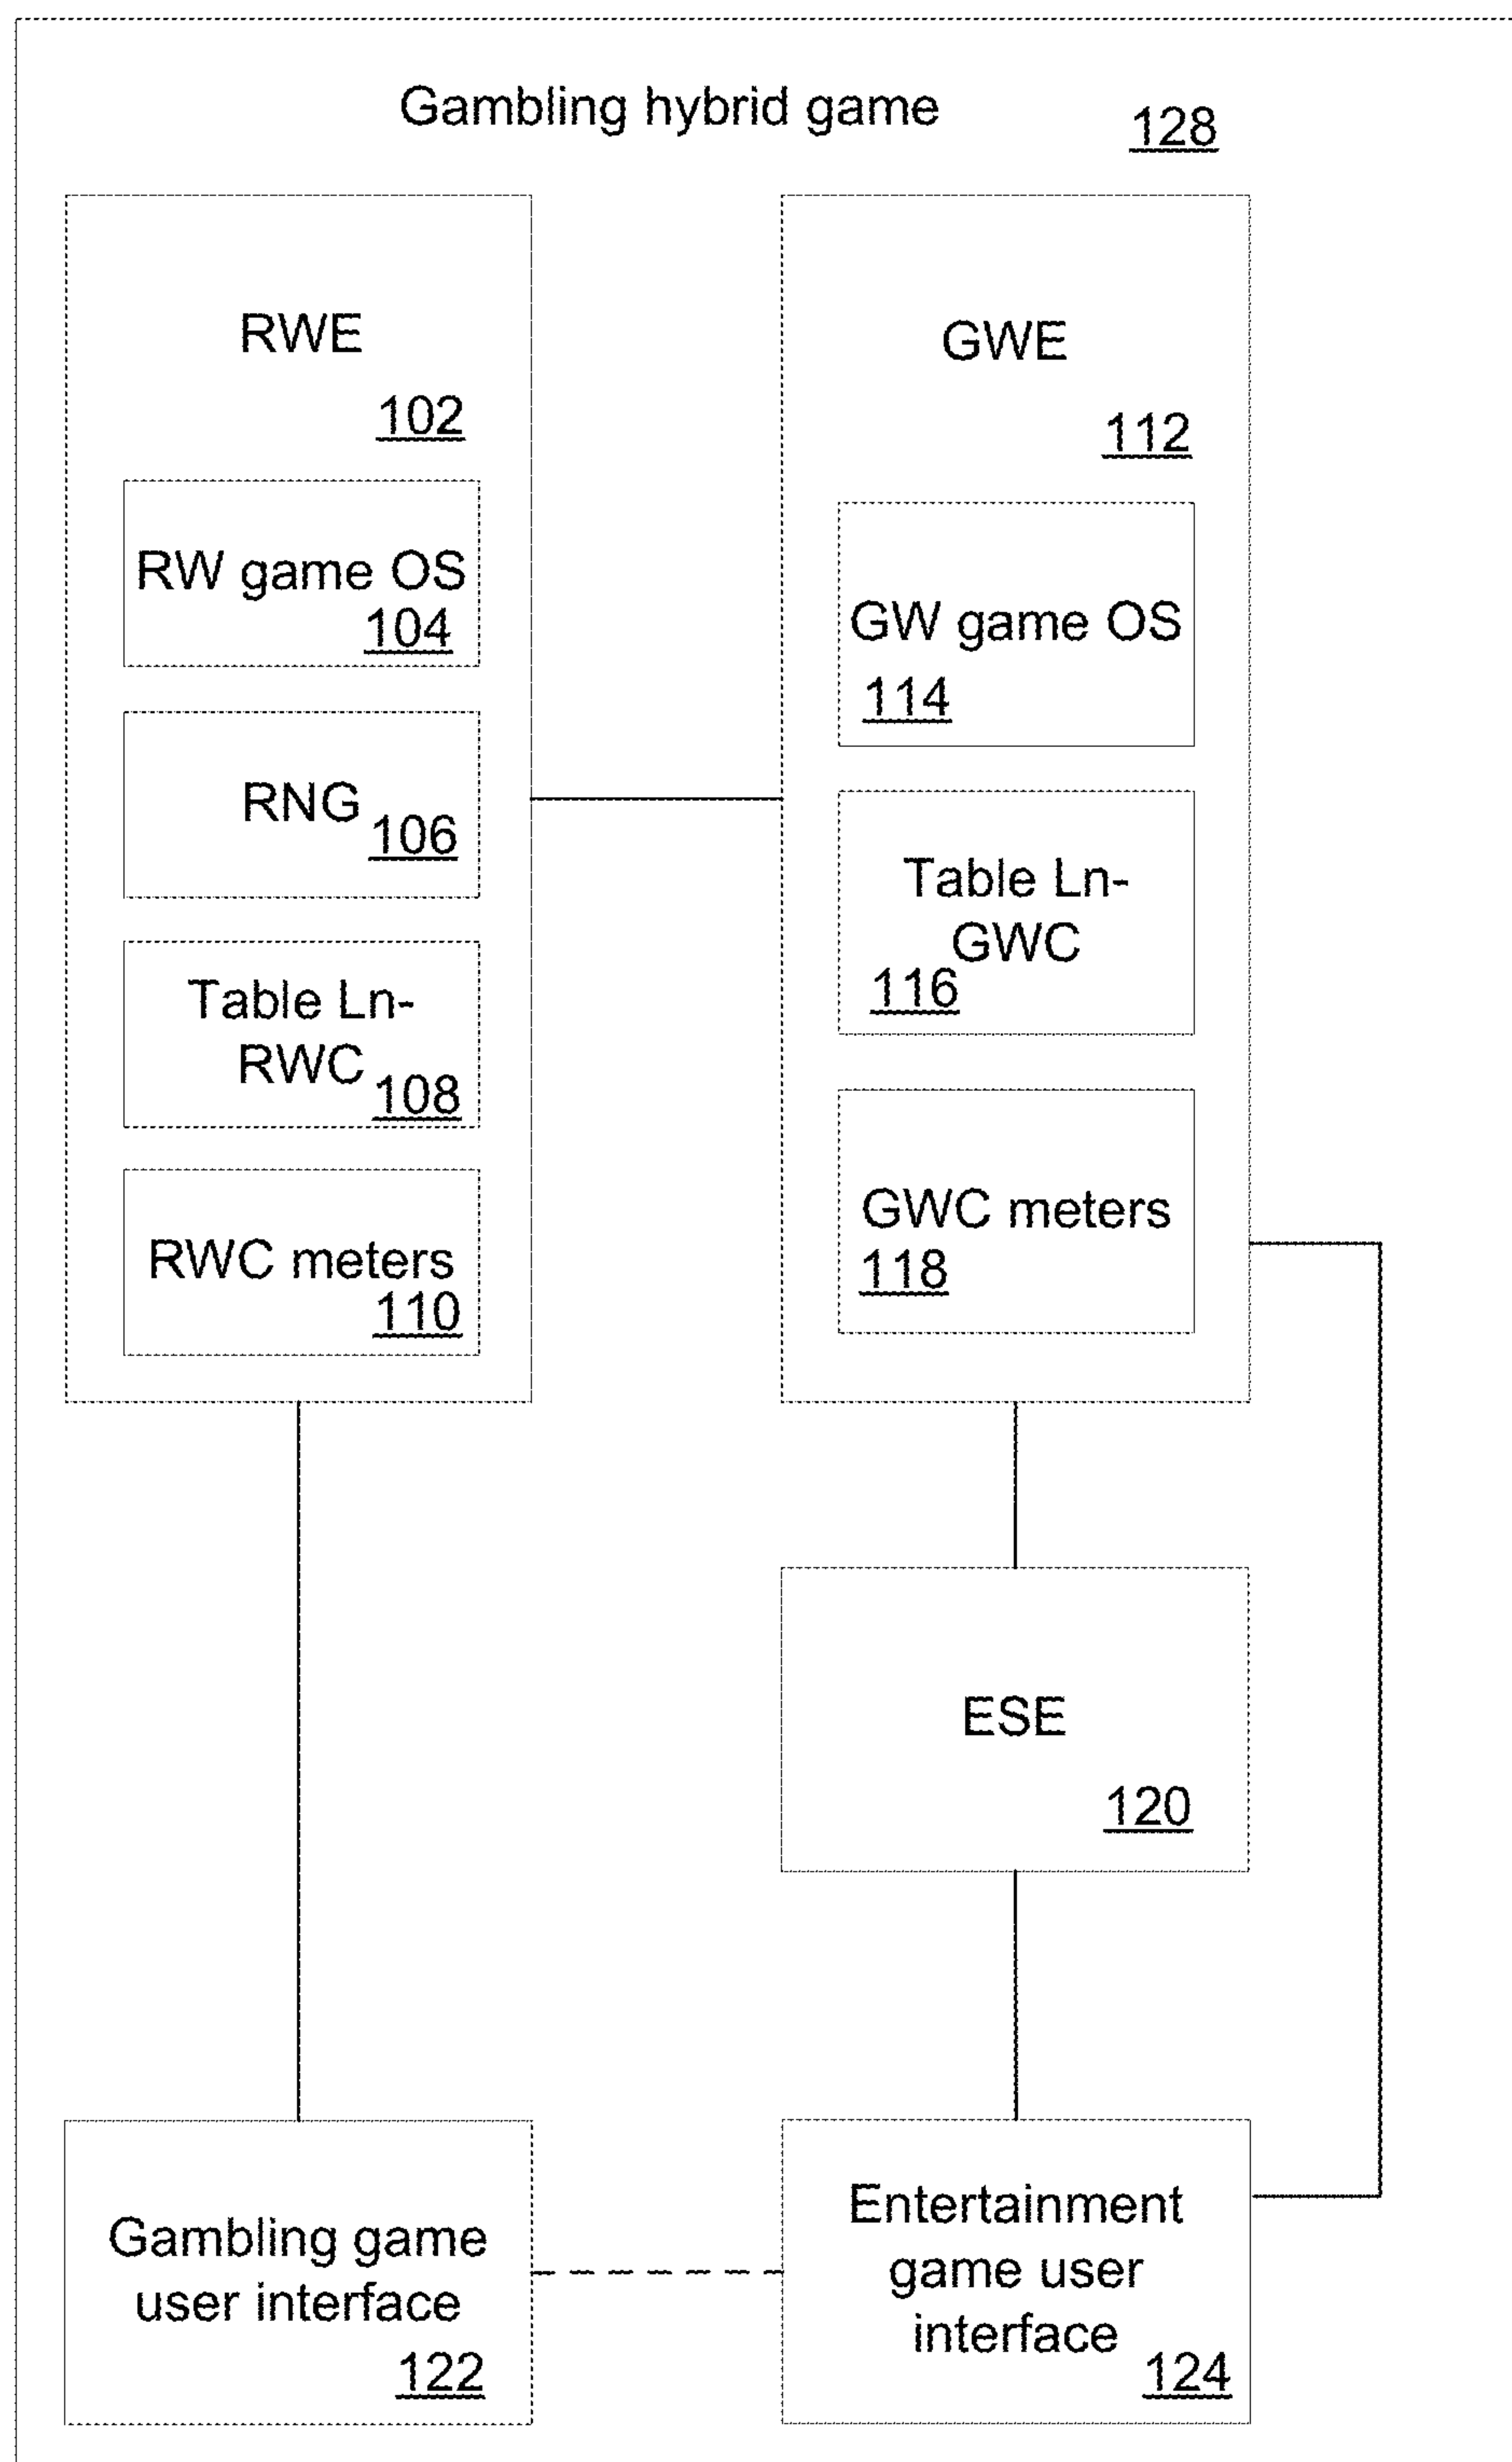 Gambling hybrid game
128
RWE
102
RW game OS
104
RNG
106
Table Ln-
RWC
108
RWC meters
110
GWE
112
GW game OS
114
Table Ln-
GWC
116
GWC meters
118
ESE
120
Gambling game
user interface
122
Entertainment
game user
interface
124